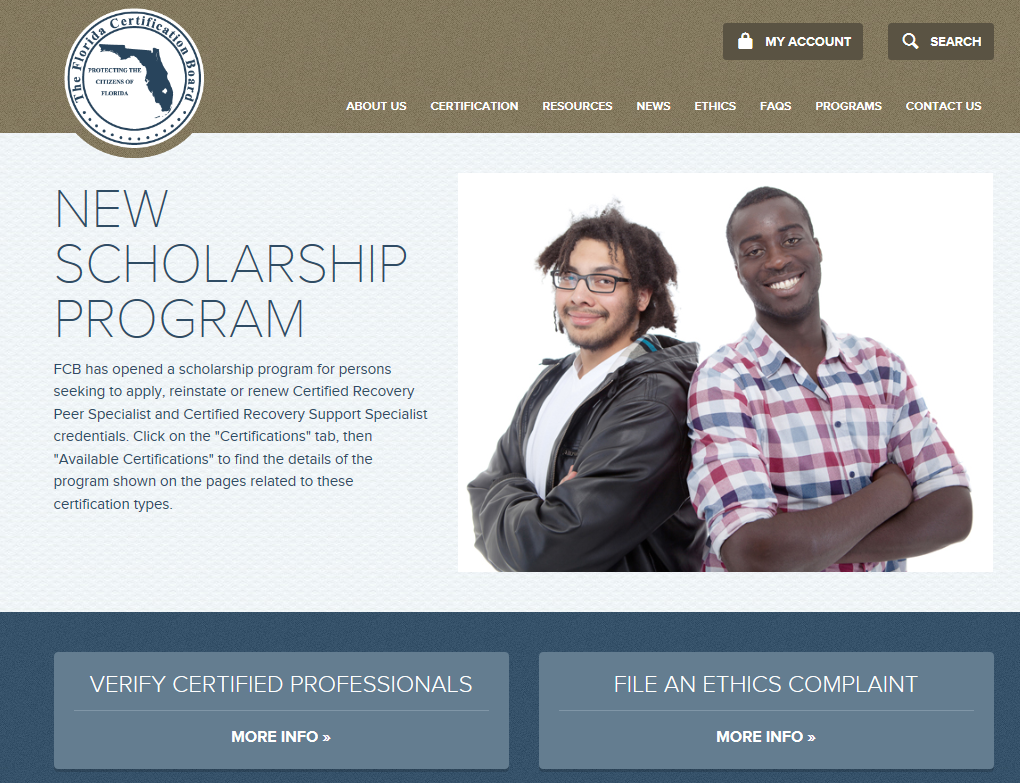 The Florida Certification Board
PROTECTING THE
CITIZENS OF
FLORIDA
MY ACCOUNT
SEARCH
ABOUT US
CERTIFICATION
RESOURCES
NEWS
ETHICS
FAQS
PROGRAMS
CONTACT US
NEW
SCHOLARSHIP
PROGRAM
FCB has opened a scholarship program for persons
seeking to apply, reinstate or renew Certified Recovery
Peer Specialist and Certified Recovery Support Specialist
credentials. Click on the "Certifications" tab, then
"Available Certifications" to find the details of the
program shown on the pages related to these
certification types.
VERIFY CERTIFIED PROFESSIONALS
MORE INFO »
FILE AN ETHICS COMPLAINT
MORE INFO »